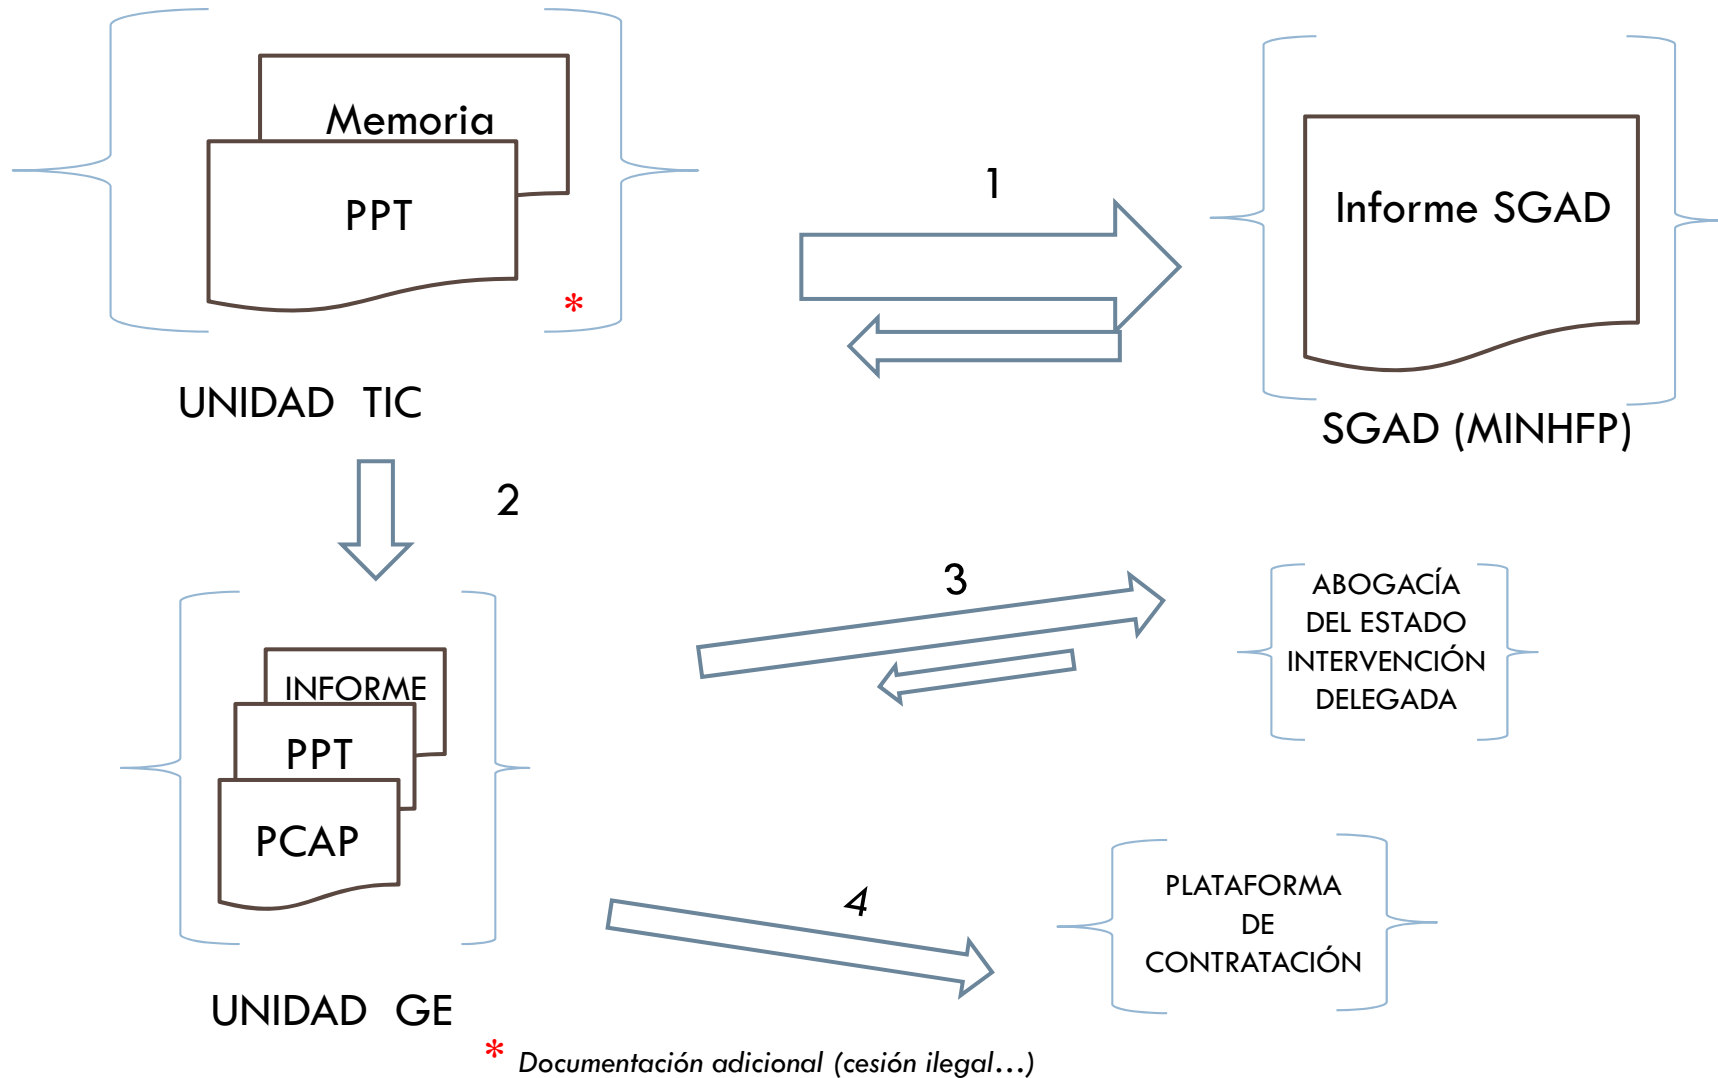 Memoria
PPT
*
UNIDAD TIC
1
Informe SGAD
SGAD (MINHFP)
2
3
ABOGACÍA
DEL ESTADO
INTERVENCIÓN
DELEGADA
INFORME
PPT
PCAP
UNIDAD GE
4
PLATAFORMA
DE
CONTRATACIÓN
* Documentación adicional (cesión ilegal...)